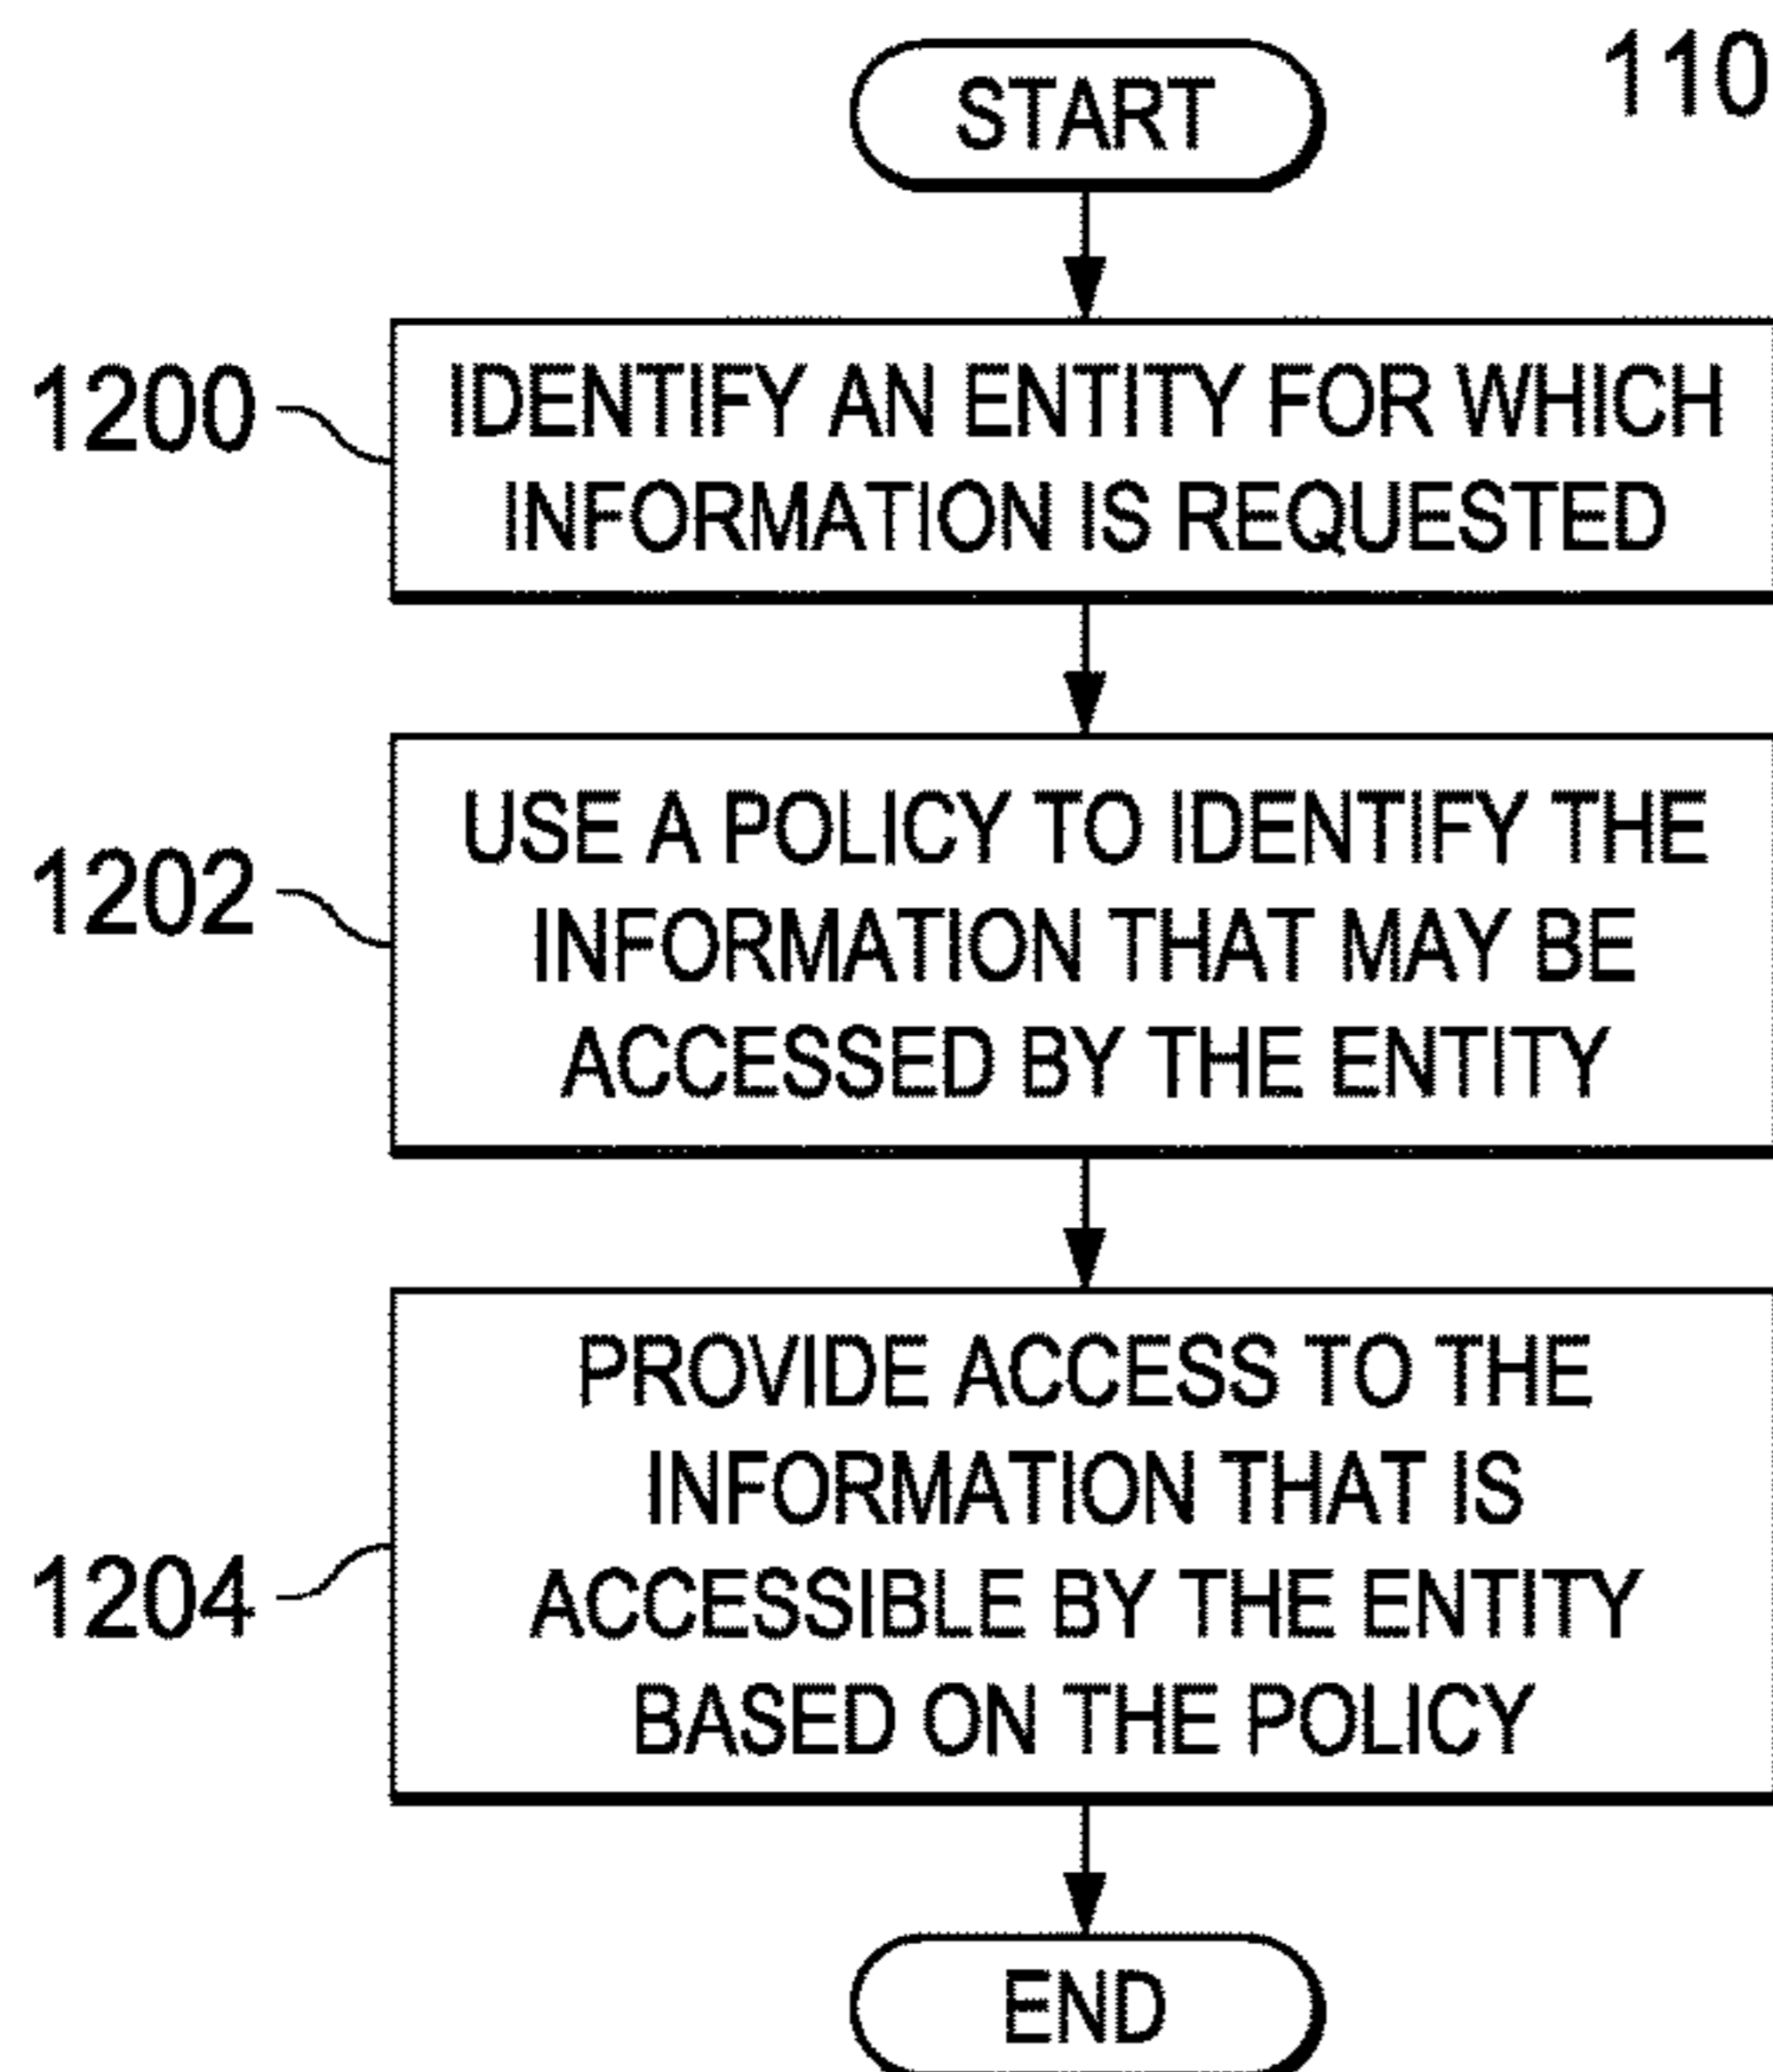 START
110
1200
IDENTIFY AN ENTITY FOR WHICH
INFORMATION IS REQUESTED
1202
USE A POLICY TO IDENTIFY THE
INFORMATION THAT MAY BE
ACCESSED BY THE ENTITY
1204
PROVIDE ACCESS TO THE
INFORMATION THAT IS
ACCESSIBLE BY THE ENTITY
BASED ON THE POLICY
END